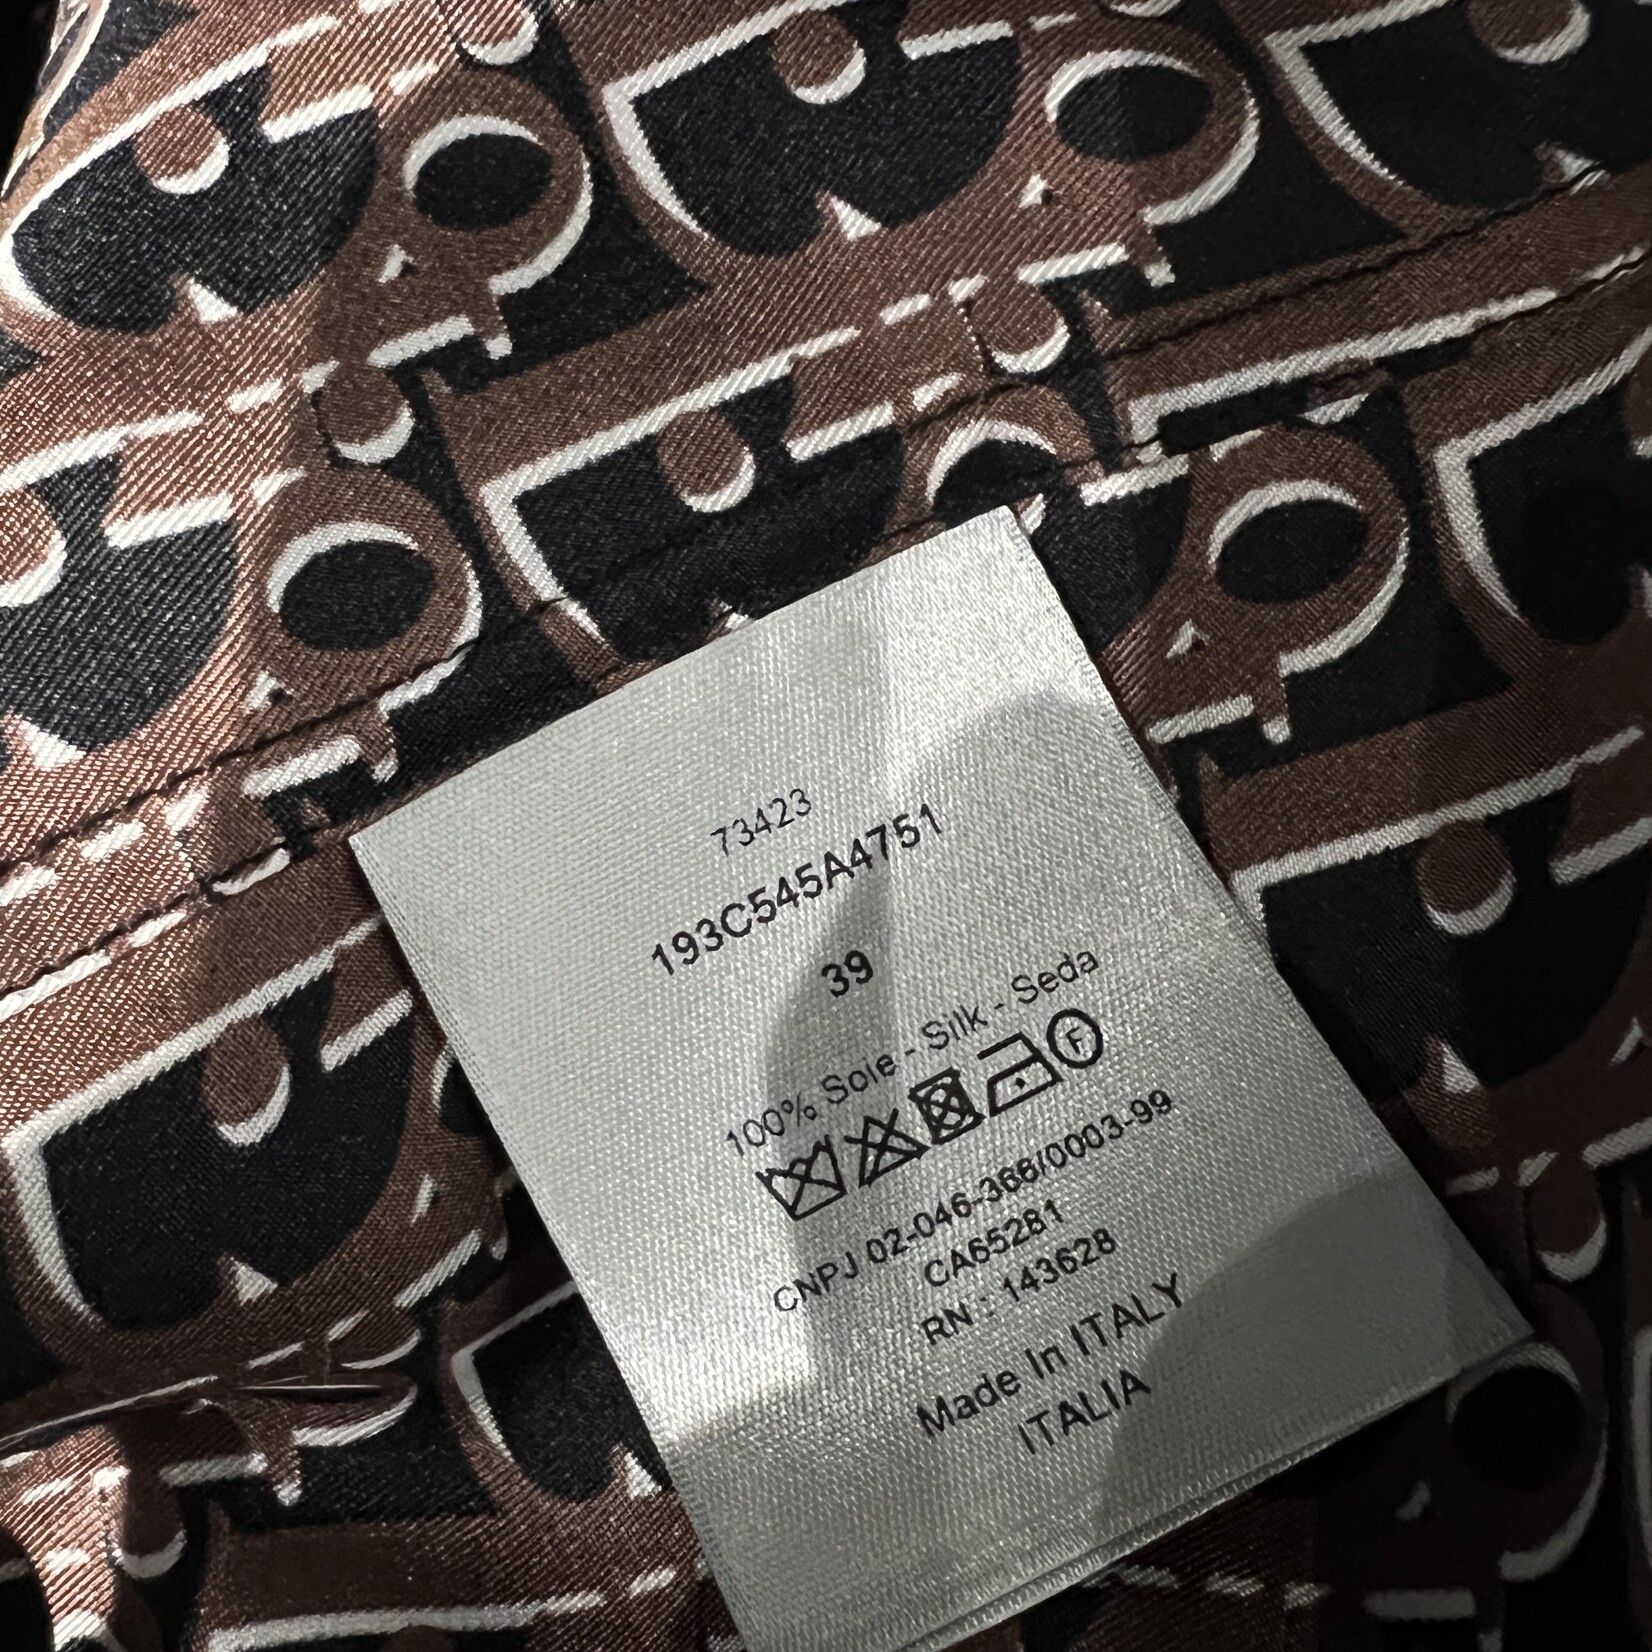 73423
193C545A4751
39
100% Soie - Silk - Seda
F
CNPJ 02-046-366/0003-99
CA65281
RN : 143628
Made In ITALY
ITALIA